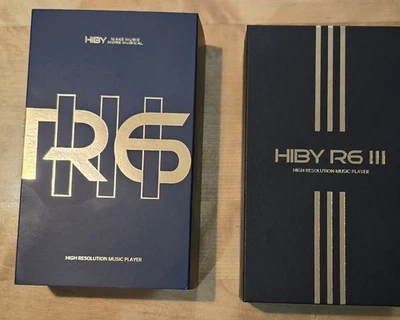 HIBY MAKE MUSIC
MORE MUSICAL
R6
HIGH RESOLUTION MUSIC PLAYER
HIBY R6 III
HIGH RESOLUTION MUSIC PLAYER